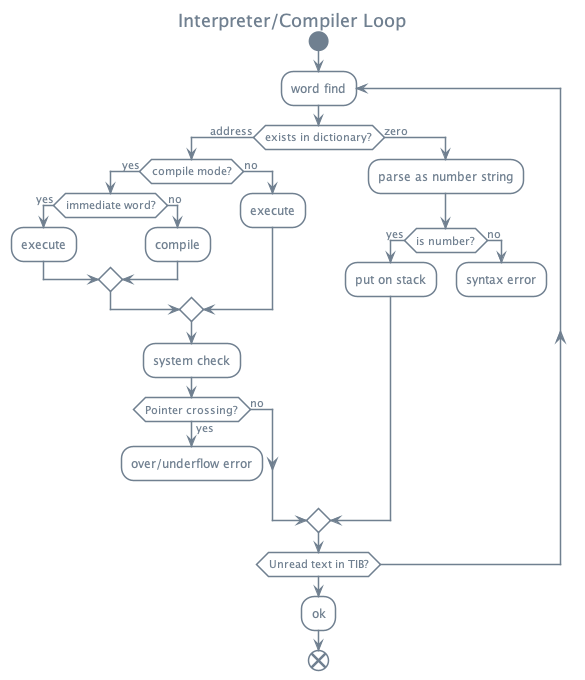 Interpreter/Compiler Loop
word find
address
exists in dictionary?
zero
yes
compile mode?
no
parse as number string
yes
immediate word?
no
execute
yes
is number?
no
execute
compile
put on stack
syntax error
system check
Pointer crossing?
no
yes
over/underflow error
Unread text in TIB?
ok